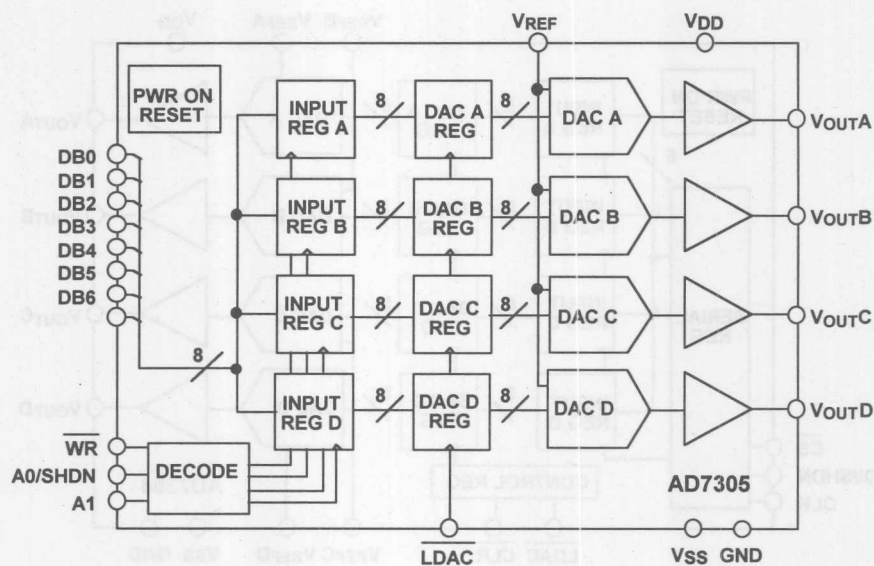 VREF VDD
PWR ON RESET
INPUT REG A
8
DAC A REG
8
DAC A
VOUTA
DB0
DB1
DB2
DB3
DB4
DB5
DB6
INPUT REG B
8
DAC B REG
8
DAC B
VOUTB
INPUT REG C
8
DAC C REG
8
DAC C
VOUTC
8
INPUT REG D
8
DAC D REG
8
DAC D
VOUTD
WR
A0/SHDN
A1
DECODE
AD7305
LDAC
VSS GND